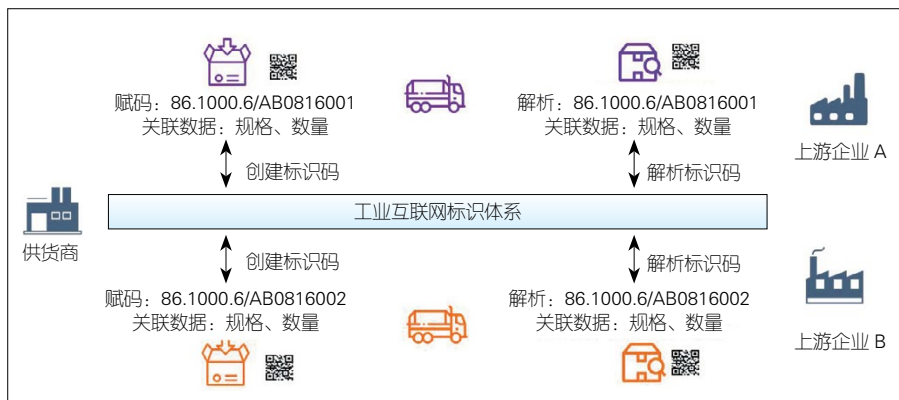 赋码：86.1000.6/AB0816001
关联数据：规格、数量
解析：86.1000.6/AB0816001
关联数据：规格、数量
上游企业 A
创建标识码
解析标识码
工业互联网标识体系
供货商
创建标识码
解析标识码
赋码：86.1000.6/AB0816002
关联数据：规格、数量
解析：86.1000.6/AB0816002
关联数据：规格、数量
上游企业 B